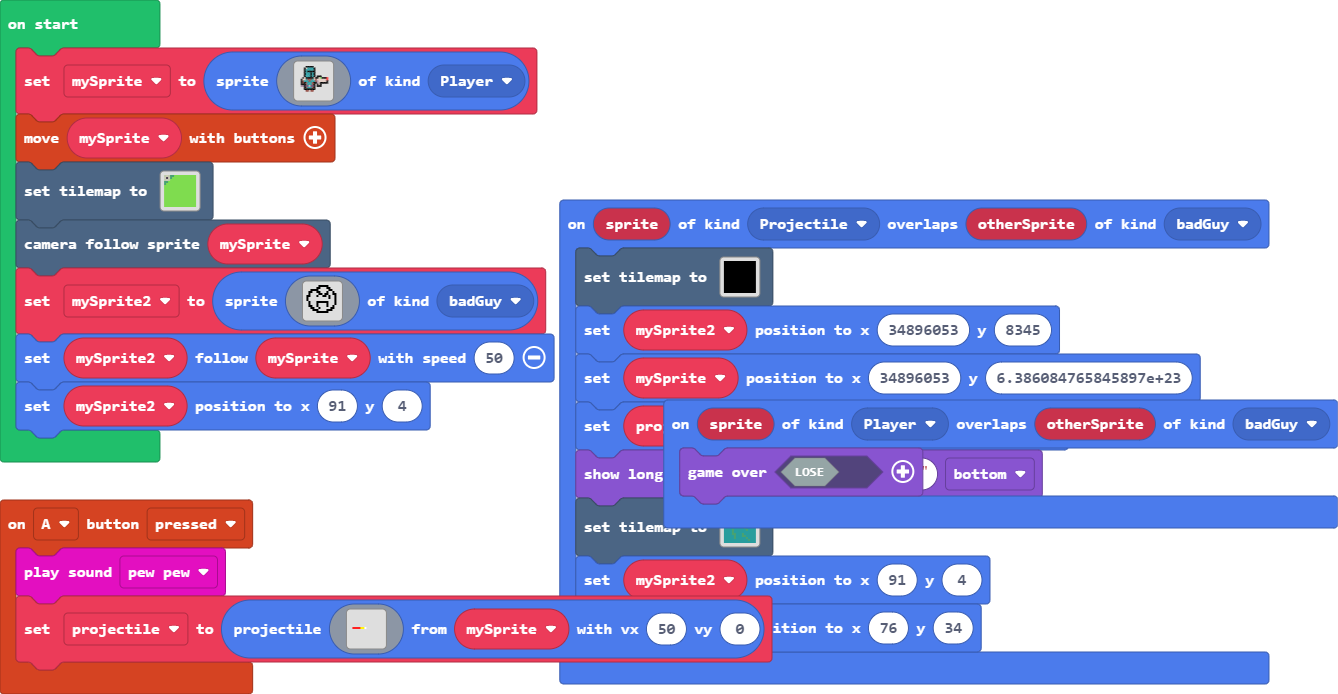 on start
set mySprite to sprite of kind Player
move mySprite with buttons
set tilemap to
camera follow sprite mySprite
set mySprite2 to sprite of kind badGuy
set mySprite2 follow mySprite with speed 50
set mySprite2 position to x 91 y 4
on A button pressed
play sound pew pew
set projectile to projectile from mySprite with vx 50 vy 0
on sprite of kind Projectile overlaps otherSprite of kind badGuy
set tilemap to
set mySprite2 position to x 34896053 y 8345
set mySprite position to x 34896053 y 6.386084765845897e+23
set pro
show long " bottom
set tilemap to
set mySprite2 position to x 91 y 4
ition to x 76 y 34
on sprite of kind Player overlaps otherSprite of kind badGuy
game over LOSE